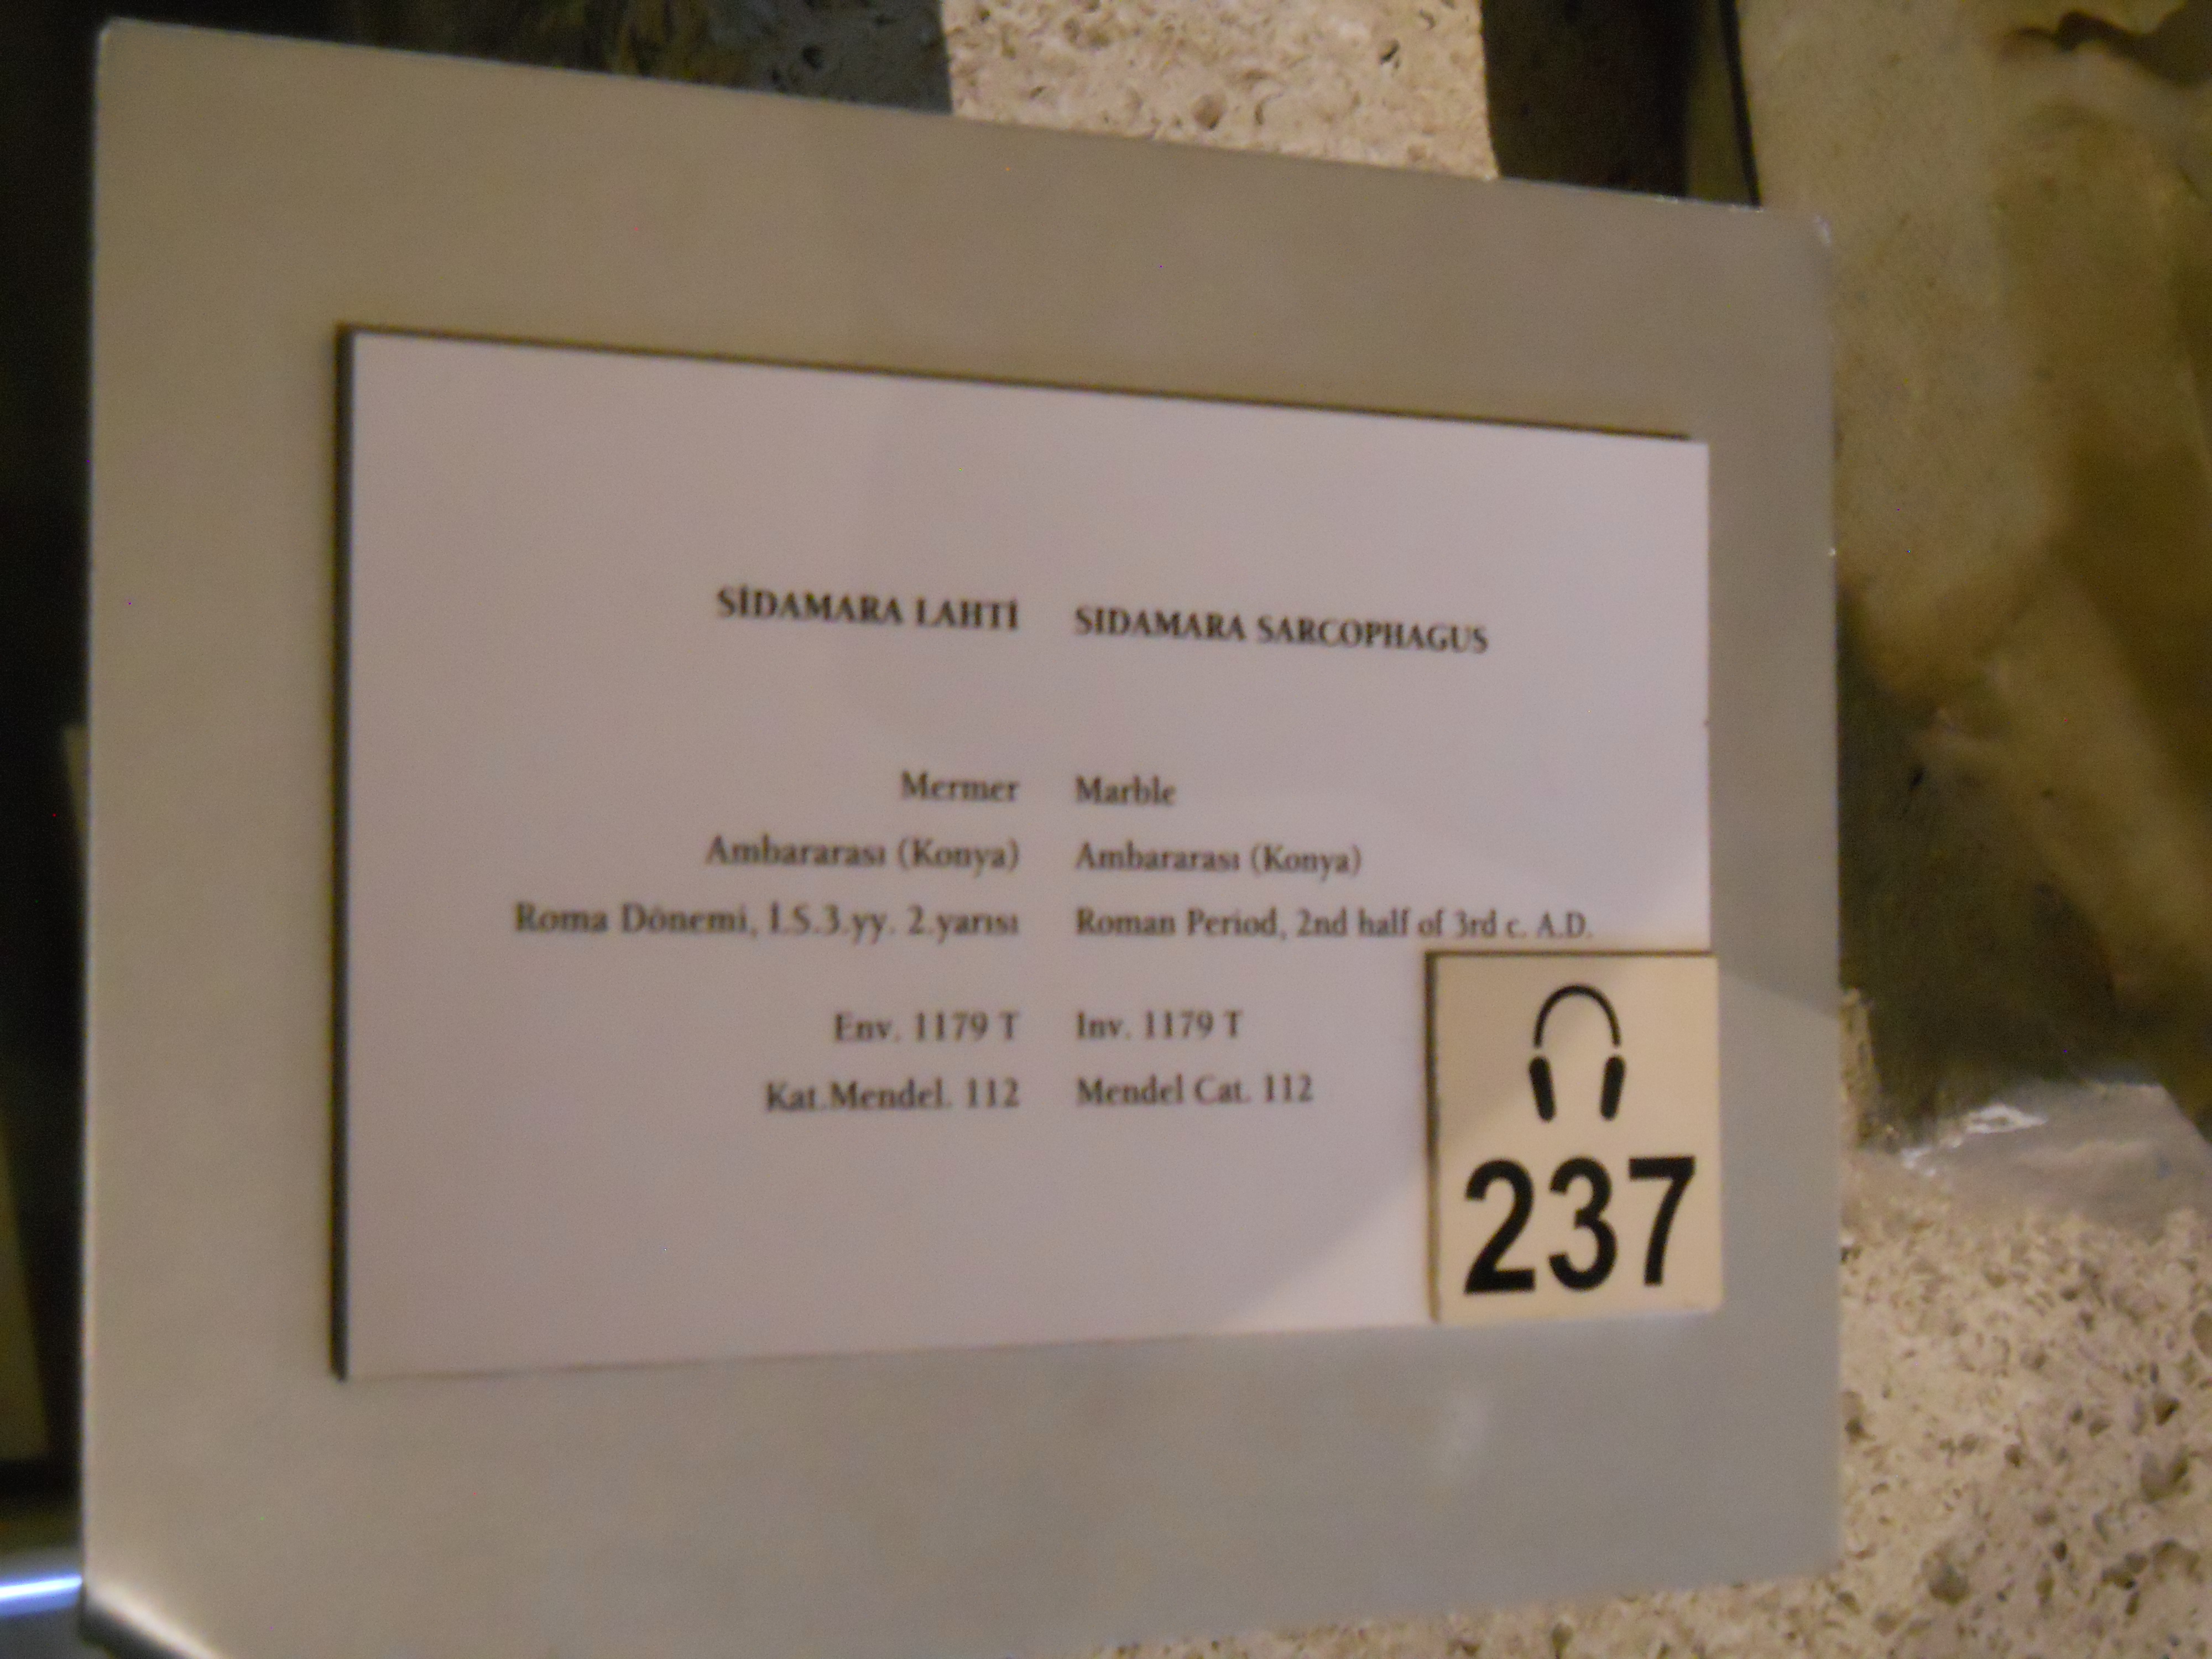 SİDAMARA LAHTİ SIDAMARA SARCOPHAGUS
Mermer Marble
Ambararası (Konya) Ambararası (Konya)
Roma Dönemi, İ.S.3.yy. 2.yarısı Roman Period, 2nd half of 3rd c. A.D.
Env. 1179 T Inv. 1179 T
Kat.Mendel. 112 Mendel Cat. 112
237